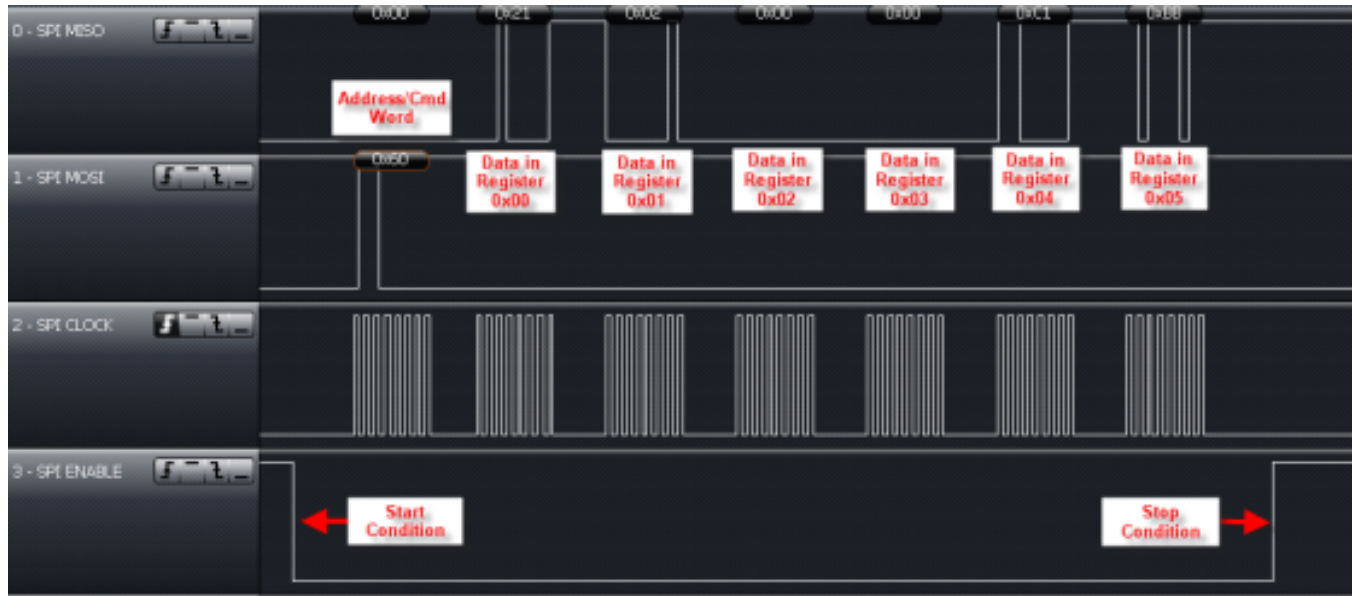 0x00 0x21 0x02 0x00 0x00 0xC1 0xBB
0 - SPI MISO
Address/Cmd
Word
0x60
1 - SPI MOSI
Data in
Register
0x00
Data in
Register
0x01
Data in
Register
0x02
Data in
Register
0x03
Data in
Register
0x04
Data in
Register
0x05
2 - SPI CLOCK
3 - SPI ENABLE
Start
Condition
Stop
Condition